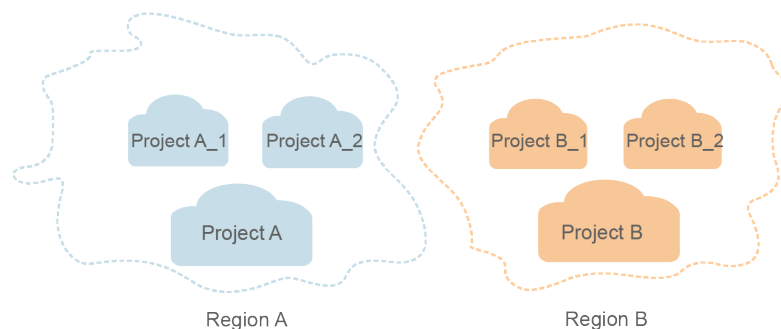 Project A_1
Project A_2
Project B_1
Project B_2
Project A
Project B
Region A
Region B